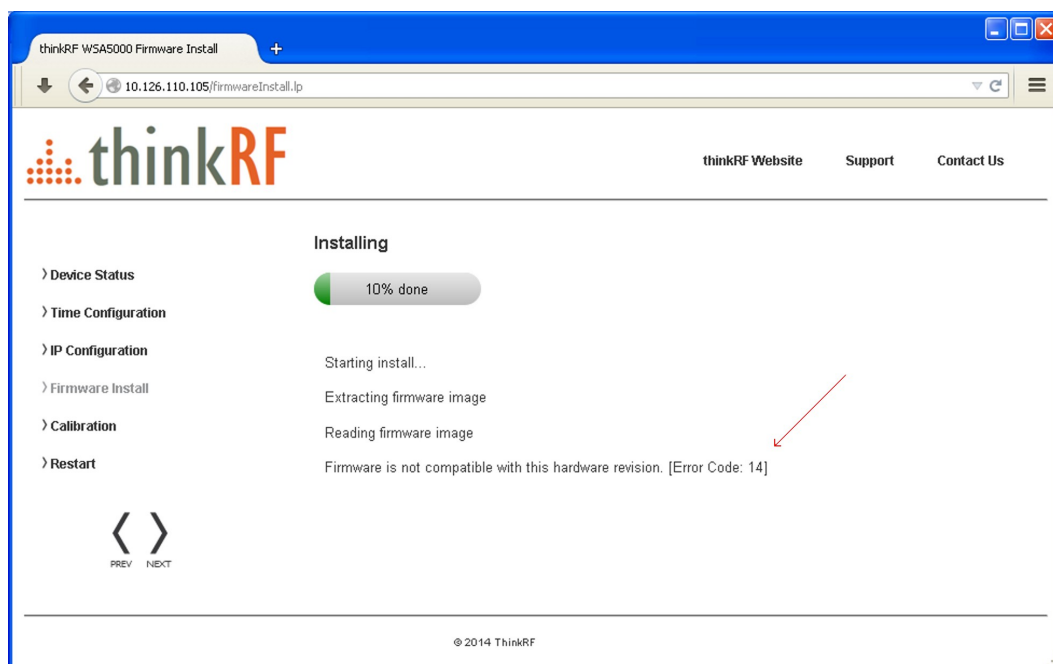 thinkRF WSA5000 Firmware Install
10.126.110.105/firmwareInstall.lp
thinkRF
thinkRF Website Support Contact Us
Installing
10% done
Device Status
Time Configuration
IP Configuration
Firmware Install
Calibration
Restart
PREV NEXT
Starting install...
Extracting firmware image
Reading firmware image
Firmware is not compatible with this hardware revision. [Error Code: 14]
© 2014 ThinkRF